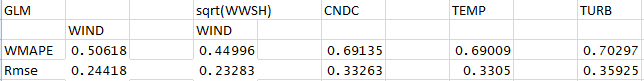 GLM sqrt(WWSH) CNDC TEMP TURB
WIND WIND
WMAPE 0.50618 0.44996 0.69135 0.69009 0.70297
Rmse 0.24418 0.23283 0.33263 0.3305 0.35925